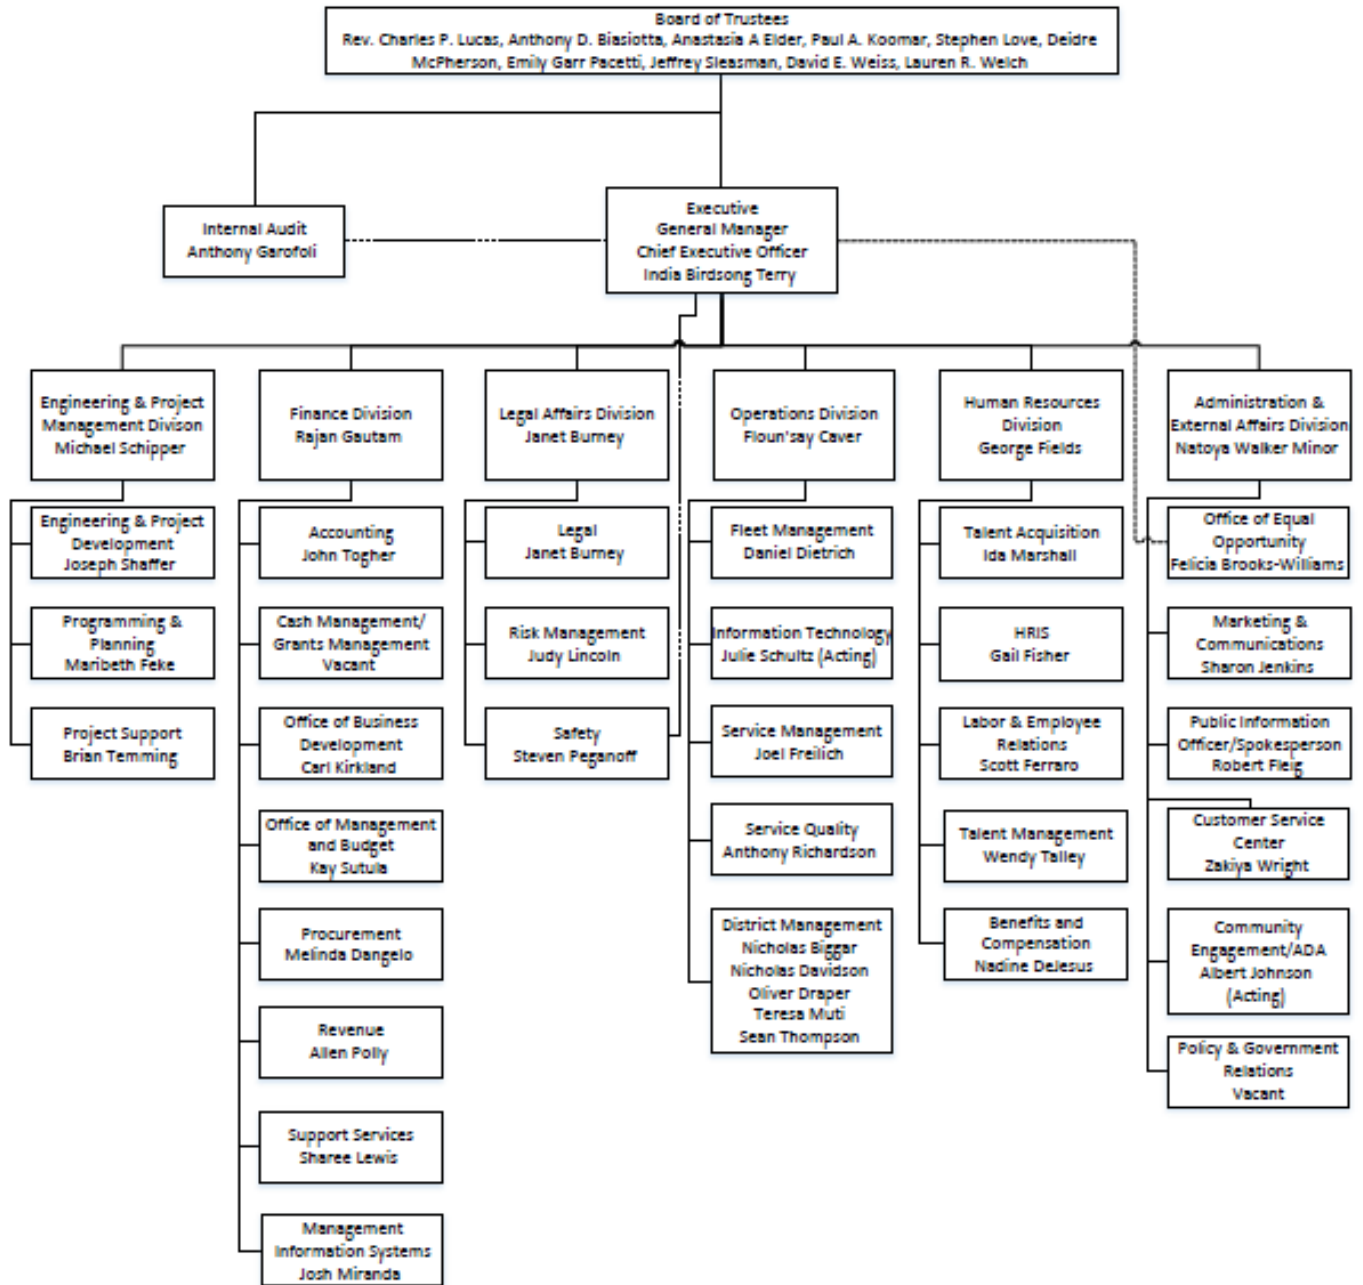 Board of Trustees
Rev. Charles P. Lucas, Anthony D. Biasiotta, Anastasia A Elder, Paul A. Koomar, Stephen Love, Deidre
McPherson, Emily Garr Pacetti, Jeffrey Sleasman, David E. Weiss, Lauren R. Welch
Internal Audit
Anthony Garofoli
Executive
General Manager
Chief Executive Officer
India Birdsong Terry
Engineering & Project
Management Divison
Michael Schipper
Engineering & Project
Development
Joseph Shaffer
Programming &
Planning
Maribeth Feke
Project Support
Brian Temming
Finance Division
Rajan Gautam
Accounting
John Togher
Cash Management/
Grants Management
Vacant
Office of Business
Development
Carl Kirkland
Office of Management
and Budget
Kay Sutula
Procurement
Melinda Dangelo
Revenue
Allen Polly
Support Services
Sharee Lewis
Management
Information Systems
Josh Miranda
Legal Affairs Division
Janet Burney
Legal
Janet Burney
Risk Management
Judy Lincoln
Safety
Steven Peganoff
Operations Division
Floun'say Caver
Fleet Management
Daniel Dietrich
Information Technology
Julie Schultz (Acting)
Service Management
Joel Freilich
Service Quality
Anthony Richardson
District Management
Nicholas Biggar
Nicholas Davidson
Oliver Draper
Teresa Muti
Sean Thompson
Human Resources
Division
George Fields
Talent Acquisition
Ida Marshall
HRIS
Gail Fisher
Labor & Employee
Relations
Scott Ferraro
Talent Management
Wendy Talley
Benefits and
Compensation
Nadine DeJesus
Administration &
External Affairs Division
Natoya Walker Minor
Office of Equal
Opportunity
Felicia Brooks-Williams
Marketing &
Communications
Sharon Jenkins
Public Information
Officer/Spokesperson
Robert Fleig
Customer Service
Center
Zakiya Wright
Community
Engagement/ADA
Albert Johnson
(Acting)
Policy & Government
Relations
Vacant